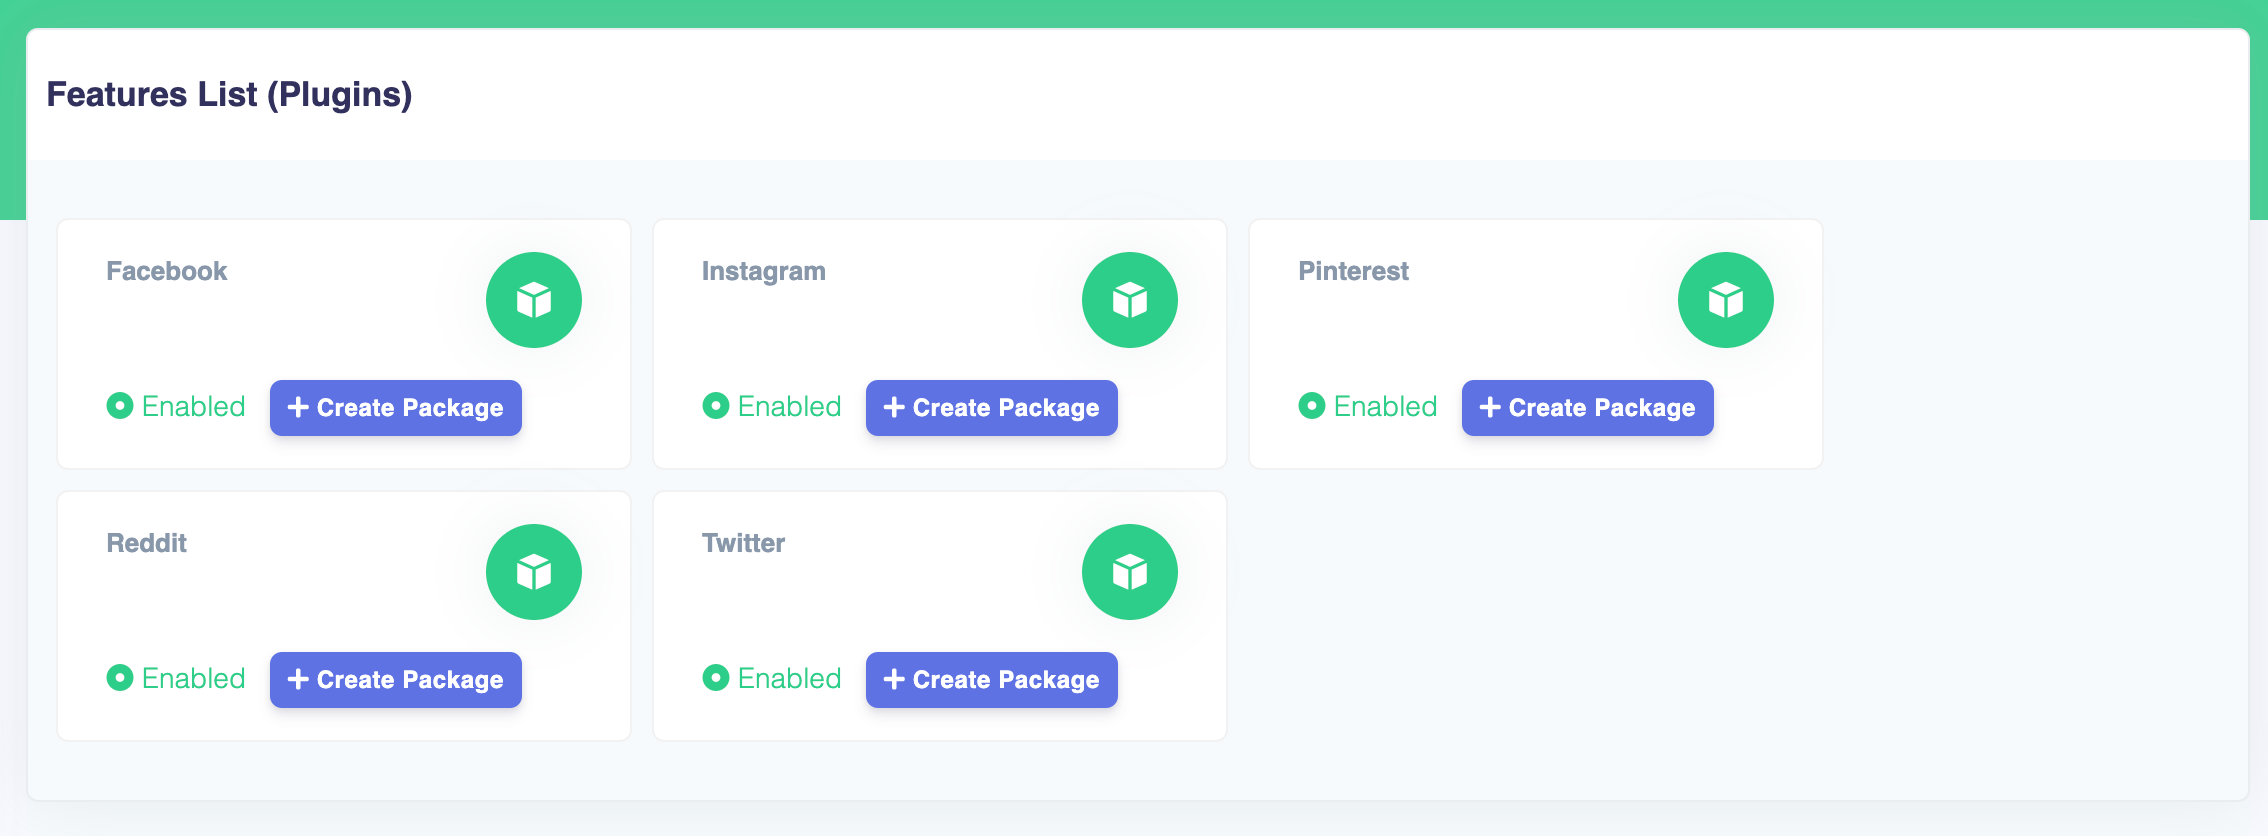 Features List (Plugins)
Facebook
Enabled
Create Package
Instagram
Enabled
Create Package
Pinterest
Enabled
Create Package
Reddit
Enabled
Create Package
Twitter
Enabled
Create Package